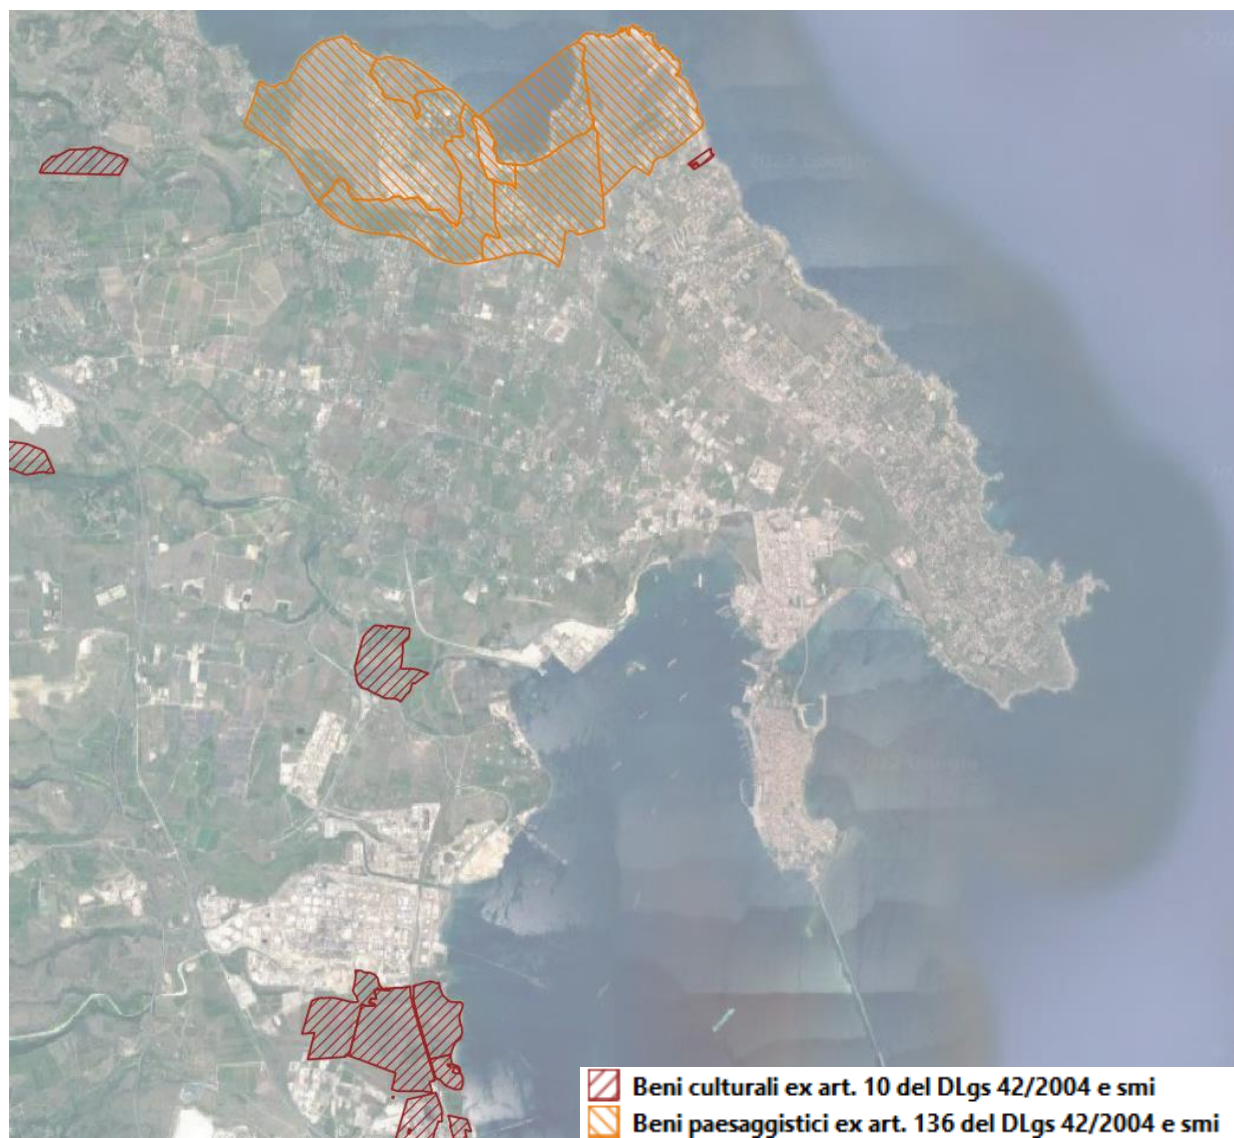 Beni culturali ex art. 10 del DLgs 42/2004 e smi
Beni paesaggistici ex art. 136 del DLgs 42/2004 e smi